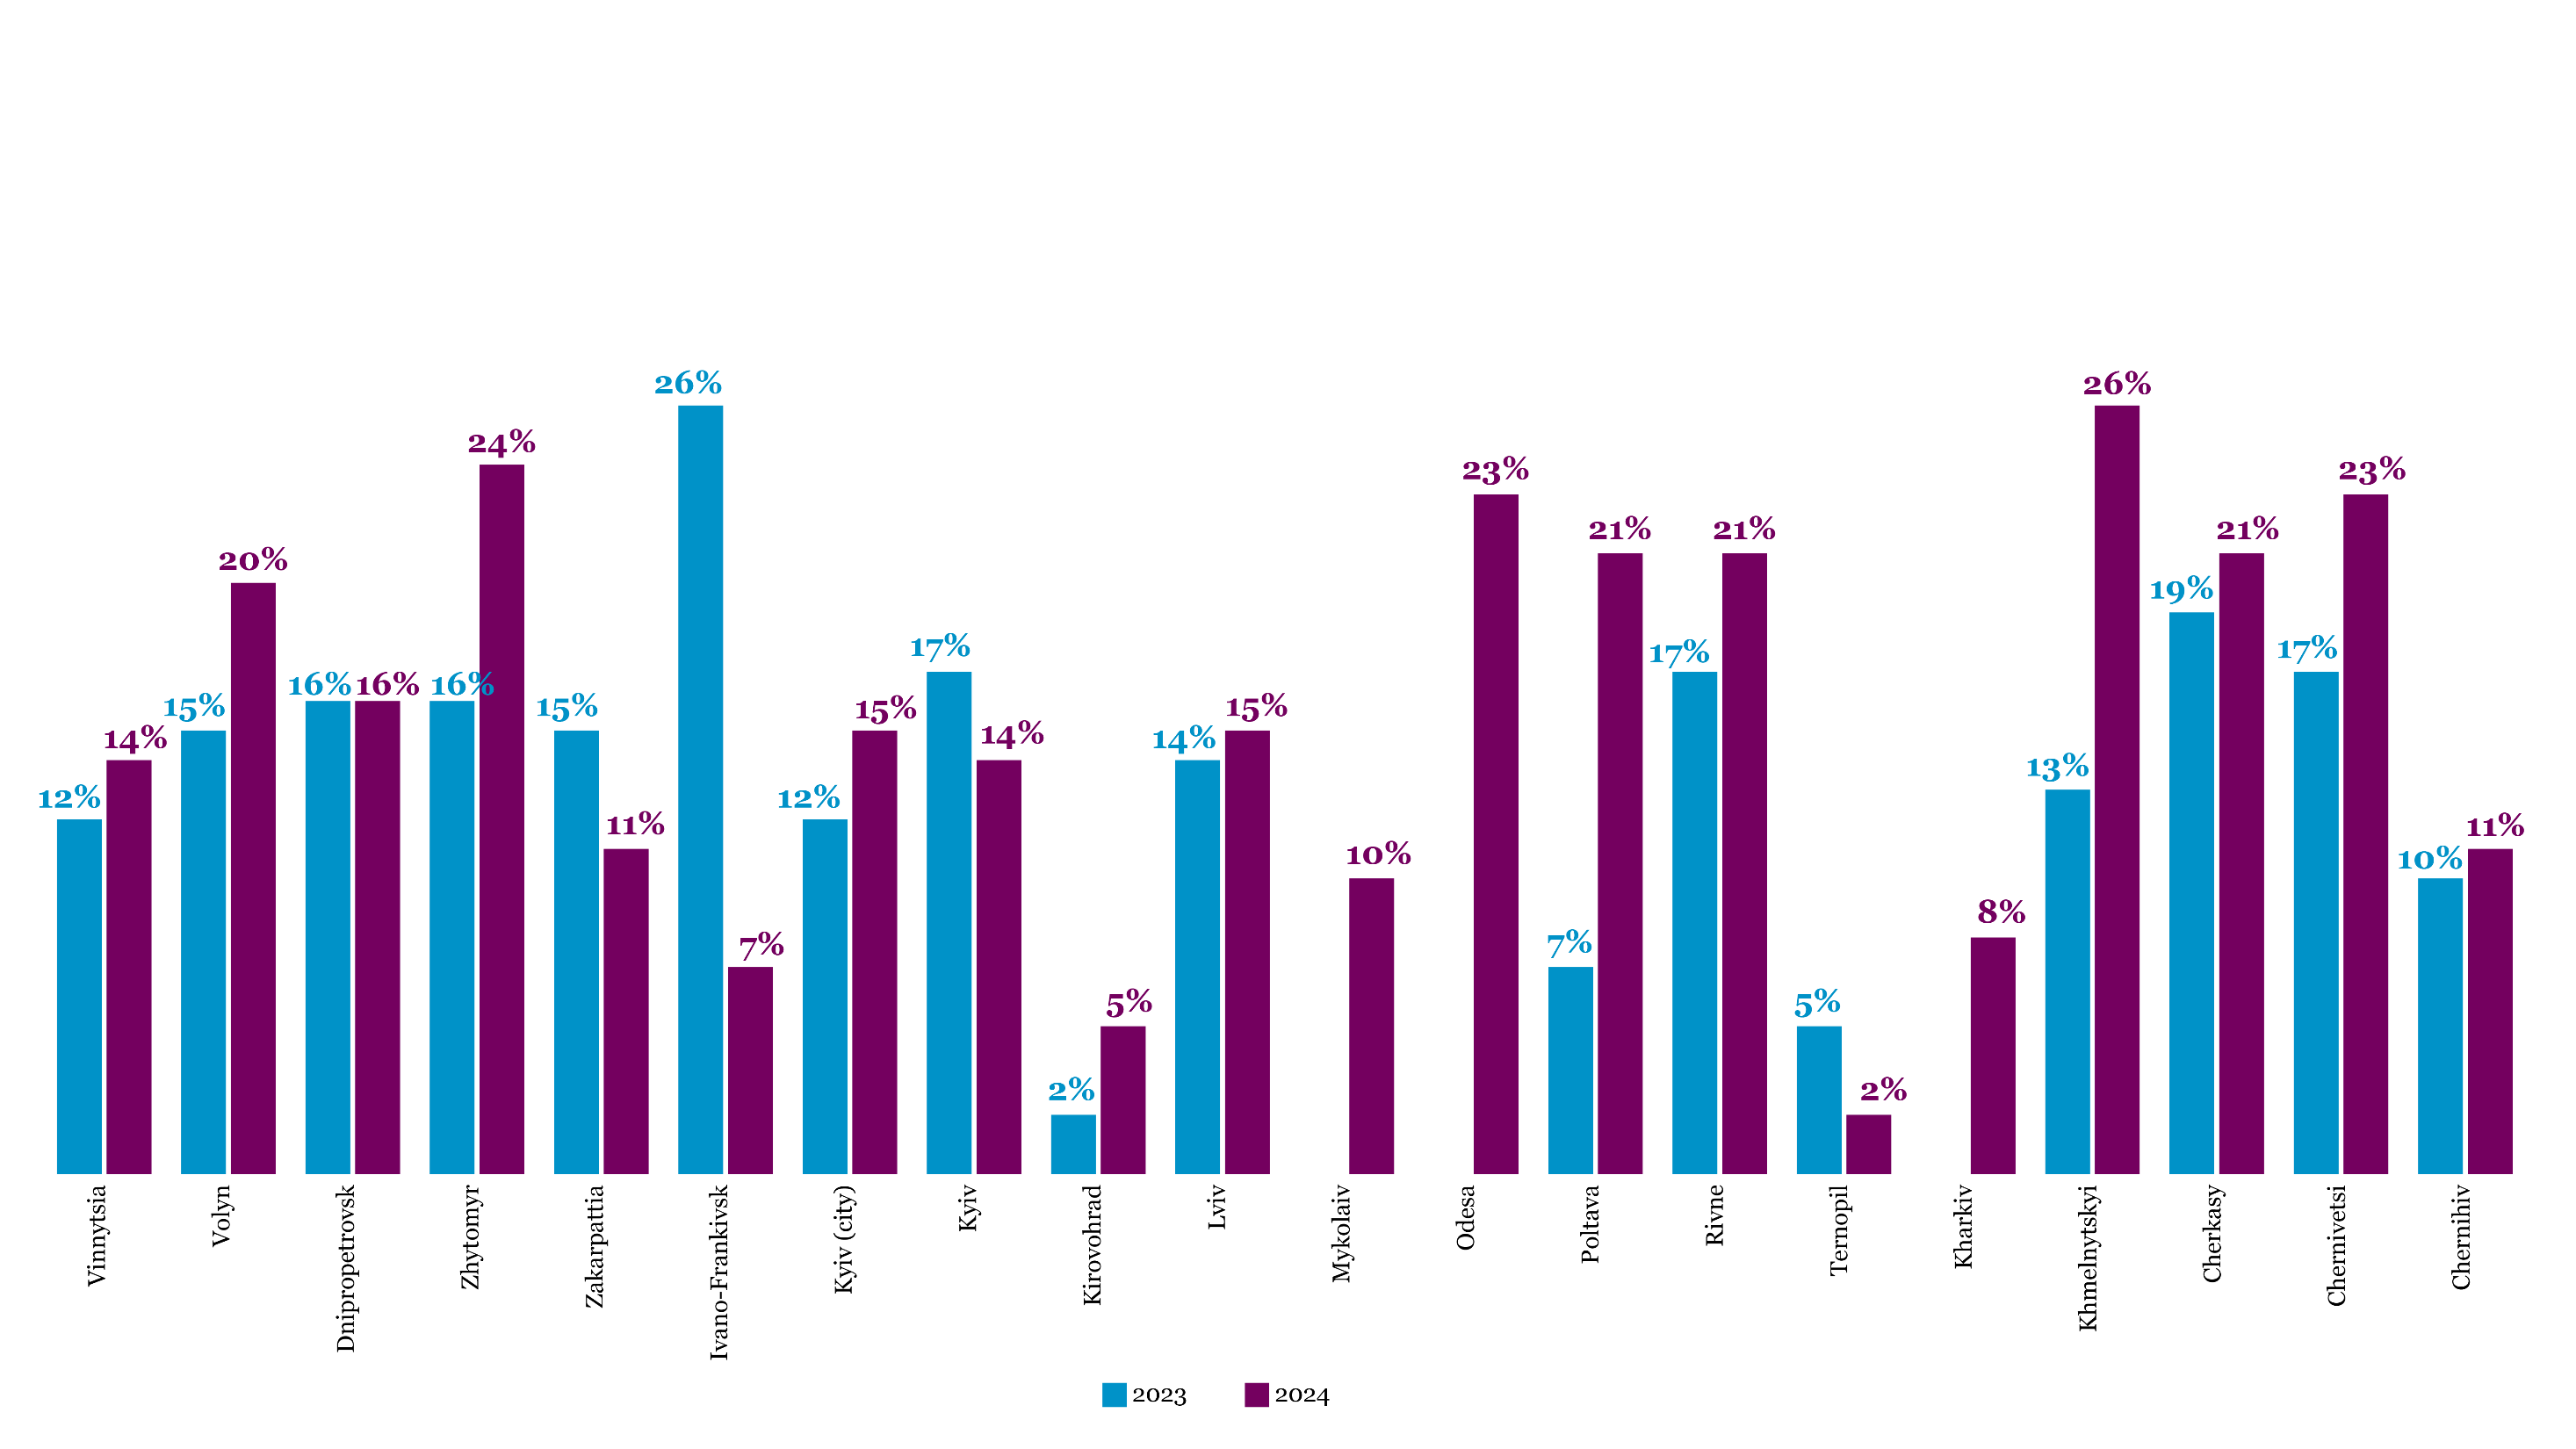 26%
26%
24%
23%
23%
21%
21%
21%
20%
19%
17%
17%
17%
16%
16%
16%
15%
15%
15%
15%
14%
14%
14%
13%
12%
12%
11%
11%
10%
10%
8%
7%
7%
5%
5%
2%
2%
Vinnytsia
Volyn
Dnipropetrovsk
Zhytomyr
Zakarpattia
Ivano-Frankivsk
Kyiv (city)
Kyiv
Kirovohrad
Lviv
Mykolaiv
Odesa
Poltava
Rivne
Ternopil
Kharkiv
Khmelnytskyi
Cherkasy
Chernivetsi
Chernihiv
2023
2024